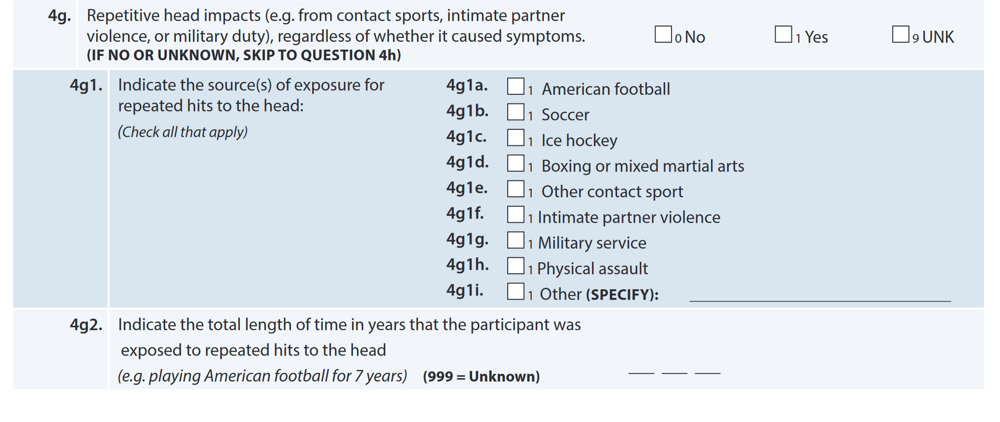 4g. Repetitive head impacts (e.g. from contact sports, intimate partner
violence, or military duty), regardless of whether it caused symptoms. 0 No 1 Yes 9 UNK
(IF NO OR UNKNOWN, SKIP TO QUESTION 4h)
4g1. Indicate the source(s) of exposure for
repeated hits to the head:
(Check all that apply)
4g1a. 1 American football
4g1b. 1 Soccer
4g1c. 1 Ice hockey
4g1d. 1 Boxing or mixed martial arts
4g1e. 1 Other contact sport
4g1f. 1 Intimate partner violence
4g1g. 1 Military service
4g1h. 1 Physical assault
4g1i. 1 Other (SPECIFY):
4g2. Indicate the total length of time in years that the participant was
exposed to repeated hits to the head
(e.g. playing American football for 7 years) (999 = Unknown)